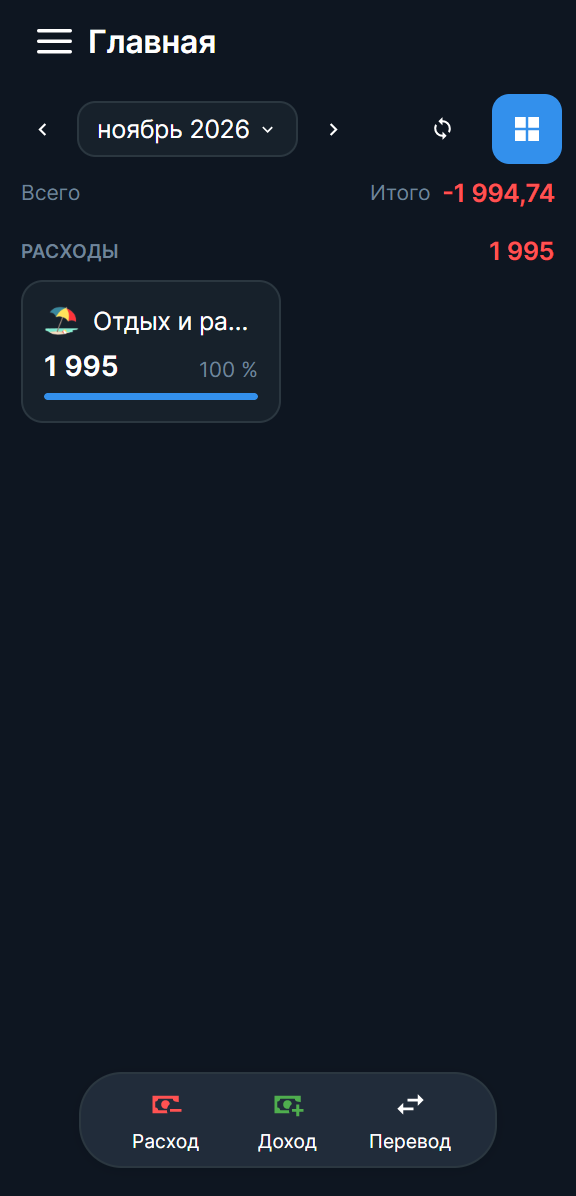 Главная
ноябрь 2026
Всего Итого -1 994,74
РАСХОДЫ 1 995
Отдых и ра...
1 995 100 %
Расход Доход Перевод